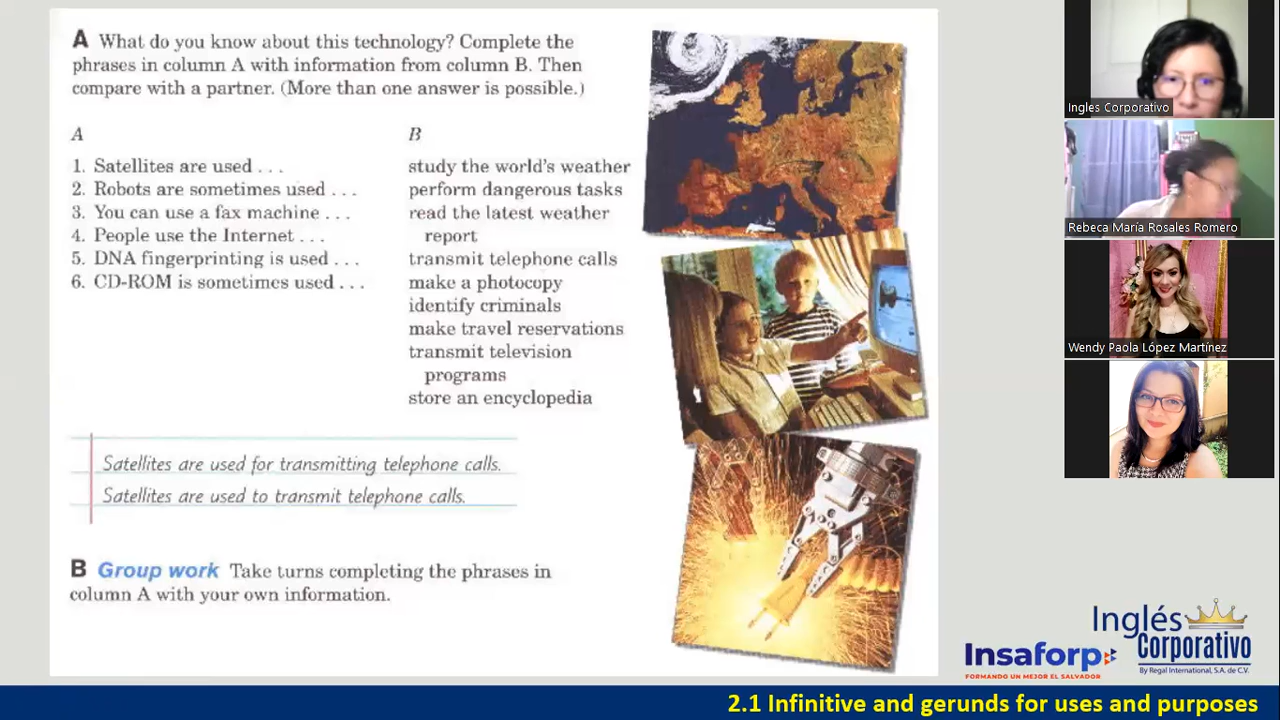 A What do you know about this technology? Complete the
phrases in column A with information from column B. Then
compare with a partner. (More than one answer is possible.)
A
1. Satellites are used . . .
2. Robots are sometimes used . . .
3. You can use a fax machine . . .
4. People use the Internet . . .
5. DNA fingerprinting is used . . .
6. CD-ROM is sometimes used . . .
B
study the world's weather
perform dangerous tasks
read the latest weather
report
transmit telephone calls
make a photocopy
identify criminals
make travel reservations
transmit television
programs
store an encyclopedia
Satellites are used for transmitting telephone calls.
Satellites are used to transmit telephone calls.
B Group work Take turns completing the phrases in
column A with your own information.
Ingles Corporativo
Rebeca María Rosales Romero
Wendy Paola López Martínez
Insaforp
FORMANDO UN MEJOR EL SALVADOR
Inglés
Corporativo
By Regal International, S.A. de C.V.
2.1 Infinitive and gerunds for uses and purposes